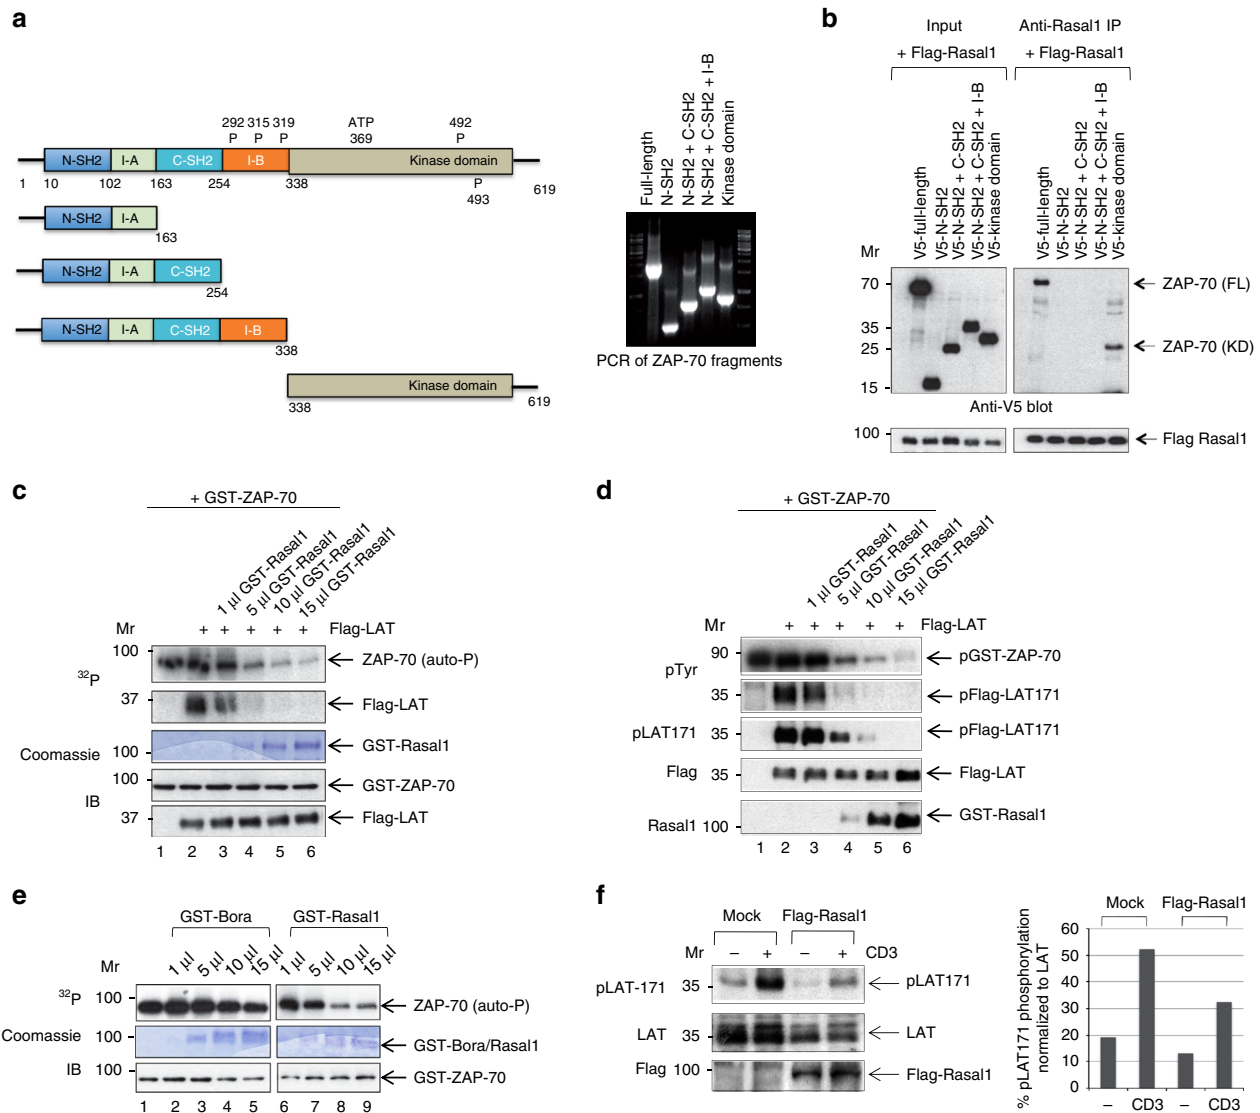 a
292 315 319
P P P
ATP
369
492
P
N-SH2 I-A C-SH2 I-B Kinase domain
1 10 102 163 254 338 P
493 619
N-SH2 I-A
163
N-SH2 I-A C-SH2
254
N-SH2 I-A C-SH2 I-B
338
Kinase domain
338 619
Full-length
N-SH2
N-SH2 + C-SH2
N-SH2 + C-SH2 + I-B
Kinase domain
PCR of ZAP-70 fragments
b
Input
+ Flag-Rasal1
Anti-Rasal1 IP
+ Flag-Rasal1
V5-full-length
V5-N-SH2
V5-N-SH2 + C-SH2
V5-N-SH2 + C-SH2 + I-B
V5-kinase domain
V5-full-length
V5-N-SH2
V5-N-SH2 + C-SH2
V5-N-SH2 + C-SH2 + I-B
V5-kinase domain
Mr
70
35
25
15
ZAP-70 (FL)
ZAP-70 (KD)
Anti-V5 blot
100
Flag Rasal1
c
+ GST-ZAP-70
1 µl GST-Rasal1
5 µl GST-Rasal1
10 µl GST-Rasal1
15 µl GST-Rasal1
Mr + + + + + Flag-LAT
32P
100 ZAP-70 (auto-P)
37 Flag-LAT
Coomassie 100 GST-Rasal1
IB
100 GST-ZAP-70
37 Flag-LAT
1 2 3 4 5 6
d
+ GST-ZAP-70
1 µl GST-Rasal1
5 µl GST-Rasal1
10 µl GST-Rasal1
15 µl GST-Rasal1
Mr + + + + + Flag-LAT
pTyr
90 pGST-ZAP-70
35 pFlag-LAT171
pLAT171 35 pFlag-LAT171
Flag 35 Flag-LAT
Rasal1 100 GST-Rasal1
1 2 3 4 5 6
e
GST-Bora GST-Rasal1
Mr 1 µl 5 µl 10 µl 15 µl 1 µl 5 µl 10 µl 15 µl
32P 100 ZAP-70 (auto-P)
Coomassie 100 GST-Bora/Rasal1
IB 100 GST-ZAP-70
1 2 3 4 5 6 7 8 9
f
Mock Flag-Rasal1
Mr – + – + CD3
pLAT-171 35 pLAT171
LAT 35 LAT
Flag 100 Flag-Rasal1
% pLAT171 phosphorylation
normalized to LAT
Mock Flag-Rasal1
60
50
40
30
20
10
0
– CD3 – CD3